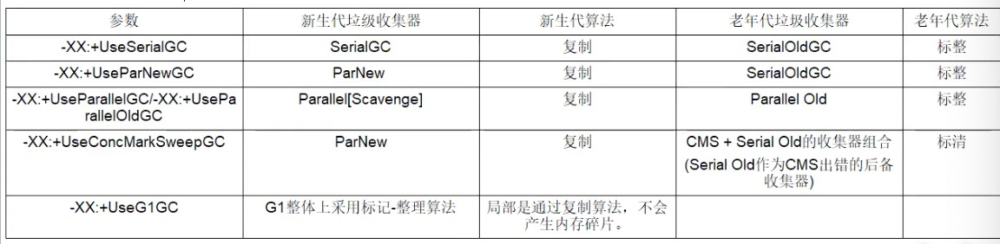 参数 新生代垃级收集器 新生代算法 老年代垃圾收集器 老年代算法
-XX:+UseSerialGC SerialGC 复制 SerialOldGC 标整
-XX:+UseParNewGC ParNew 复制 SerialOldGC 标整
-XX:+UseParallelGC/-XX:+UsePa Parallel[Scavenge] 复制 Parallel Old 标整
rallelOldGC
-XX:+UseConcMarkSweepGC ParNew 复制 CMS + Serial Old的收集器组合 标清
(Serial Old作为CMS出错的后备
收集器)
-XX:+UseG1GC G1整体上采用标记-整理算法 局部是通过复制算法，不会
产生内存碎片。